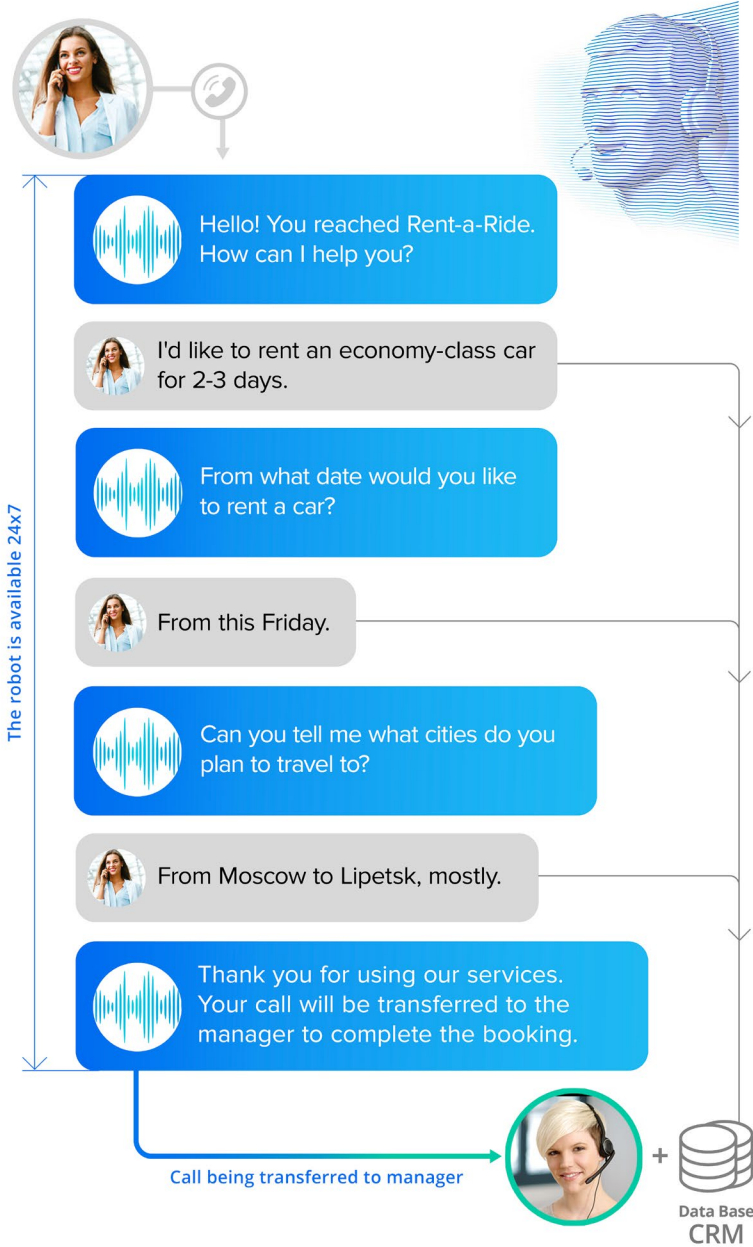 Hello! You reached Rent-a-Ride.
How can I help you?
I'd like to rent an economy-class car
for 2-3 days.
From what date would you like
to rent a car?
From this Friday.
The robot is available 24x7
Can you tell me what cities do you
plan to travel to?
From Moscow to Lipetsk, mostly.
Thank you for using our services.
Your call will be transferred to the
manager to complete the booking.
Call being transferred to manager
+
Data Base
CRM